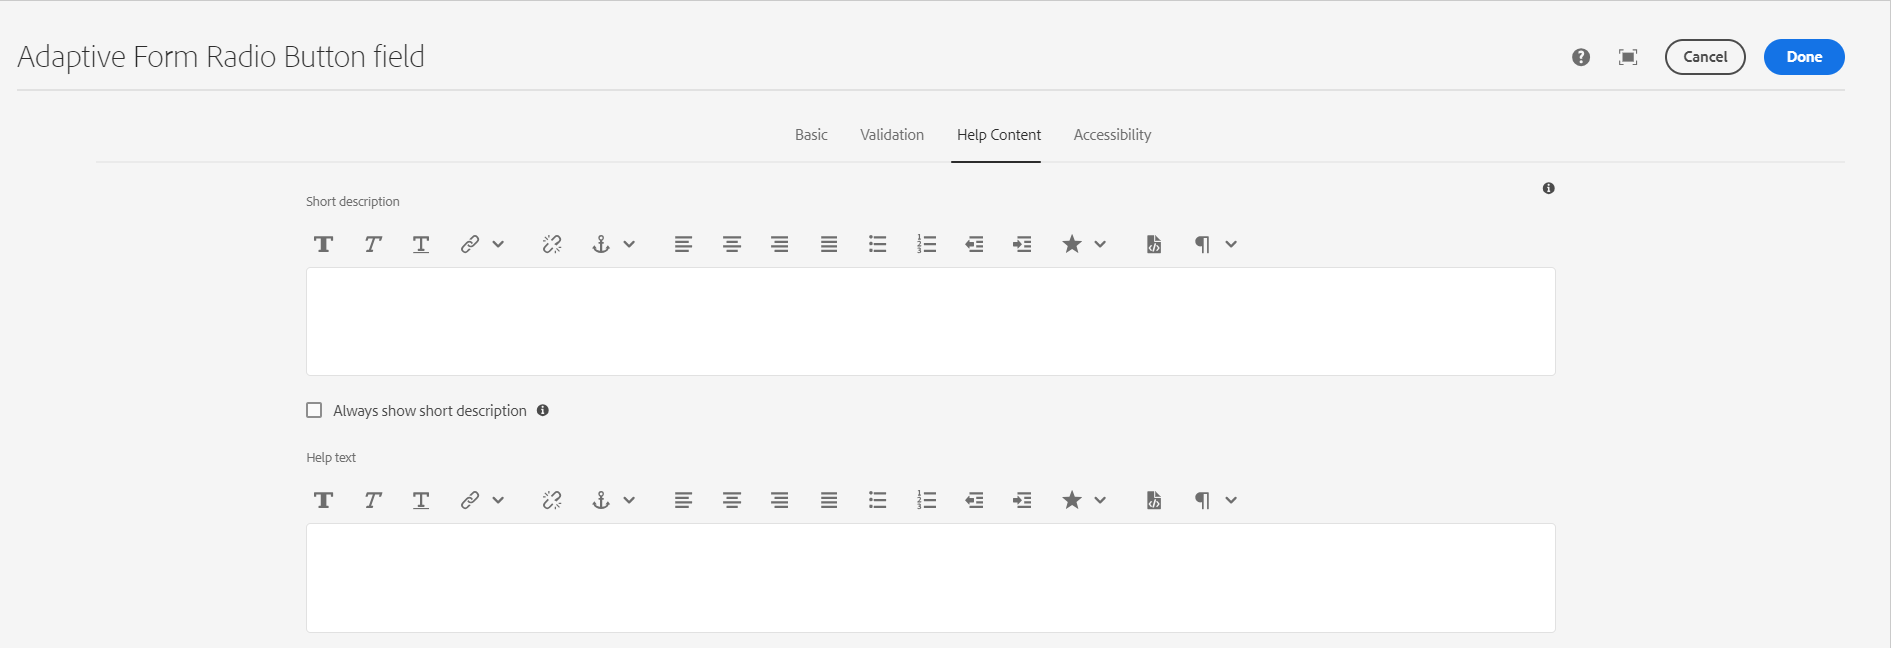 Adaptive Form Radio Button field
Cancel
Done
Basic
Validation
Help Content
Accessibility
Short description
Always show short description
Help text